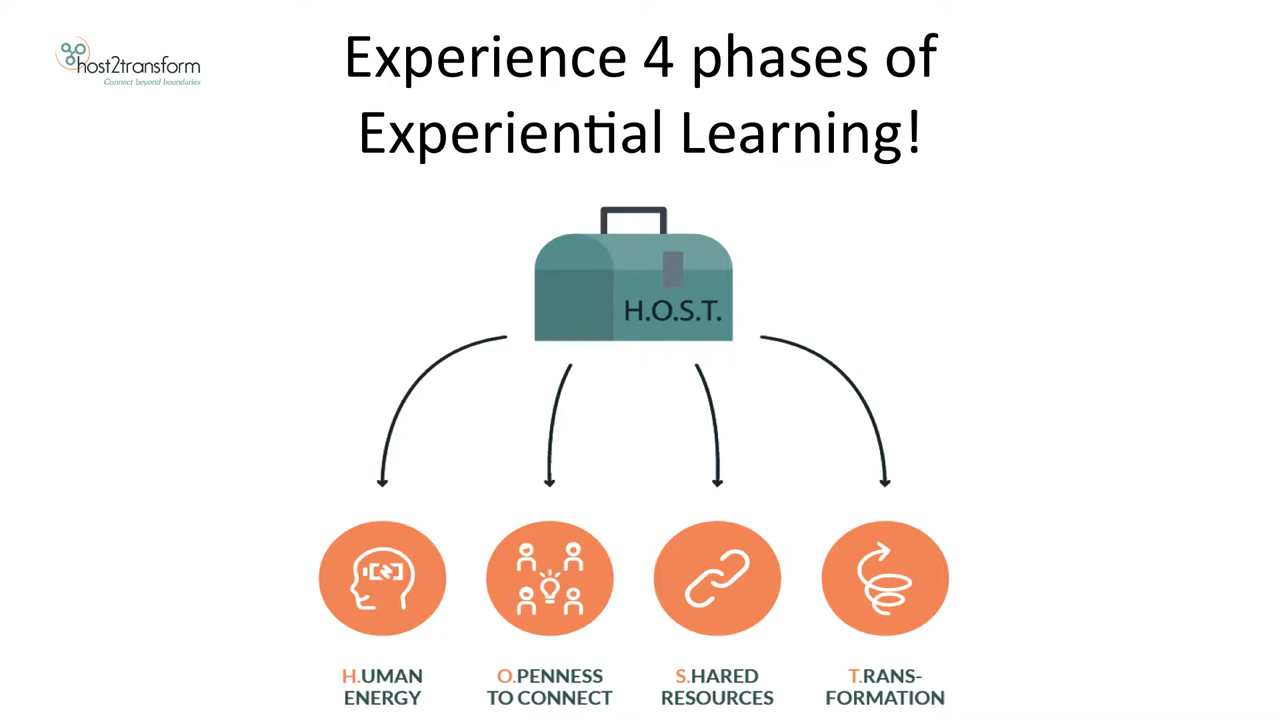 host2transform
Connect beyond boundaries
Experience 4 phases of
Experiential Learning!
H.O.S.T.
H.UMAN
ENERGY
O.PENNESS
TO CONNECT
S.HARED
RESOURCES
T.RANS-
FORMATION